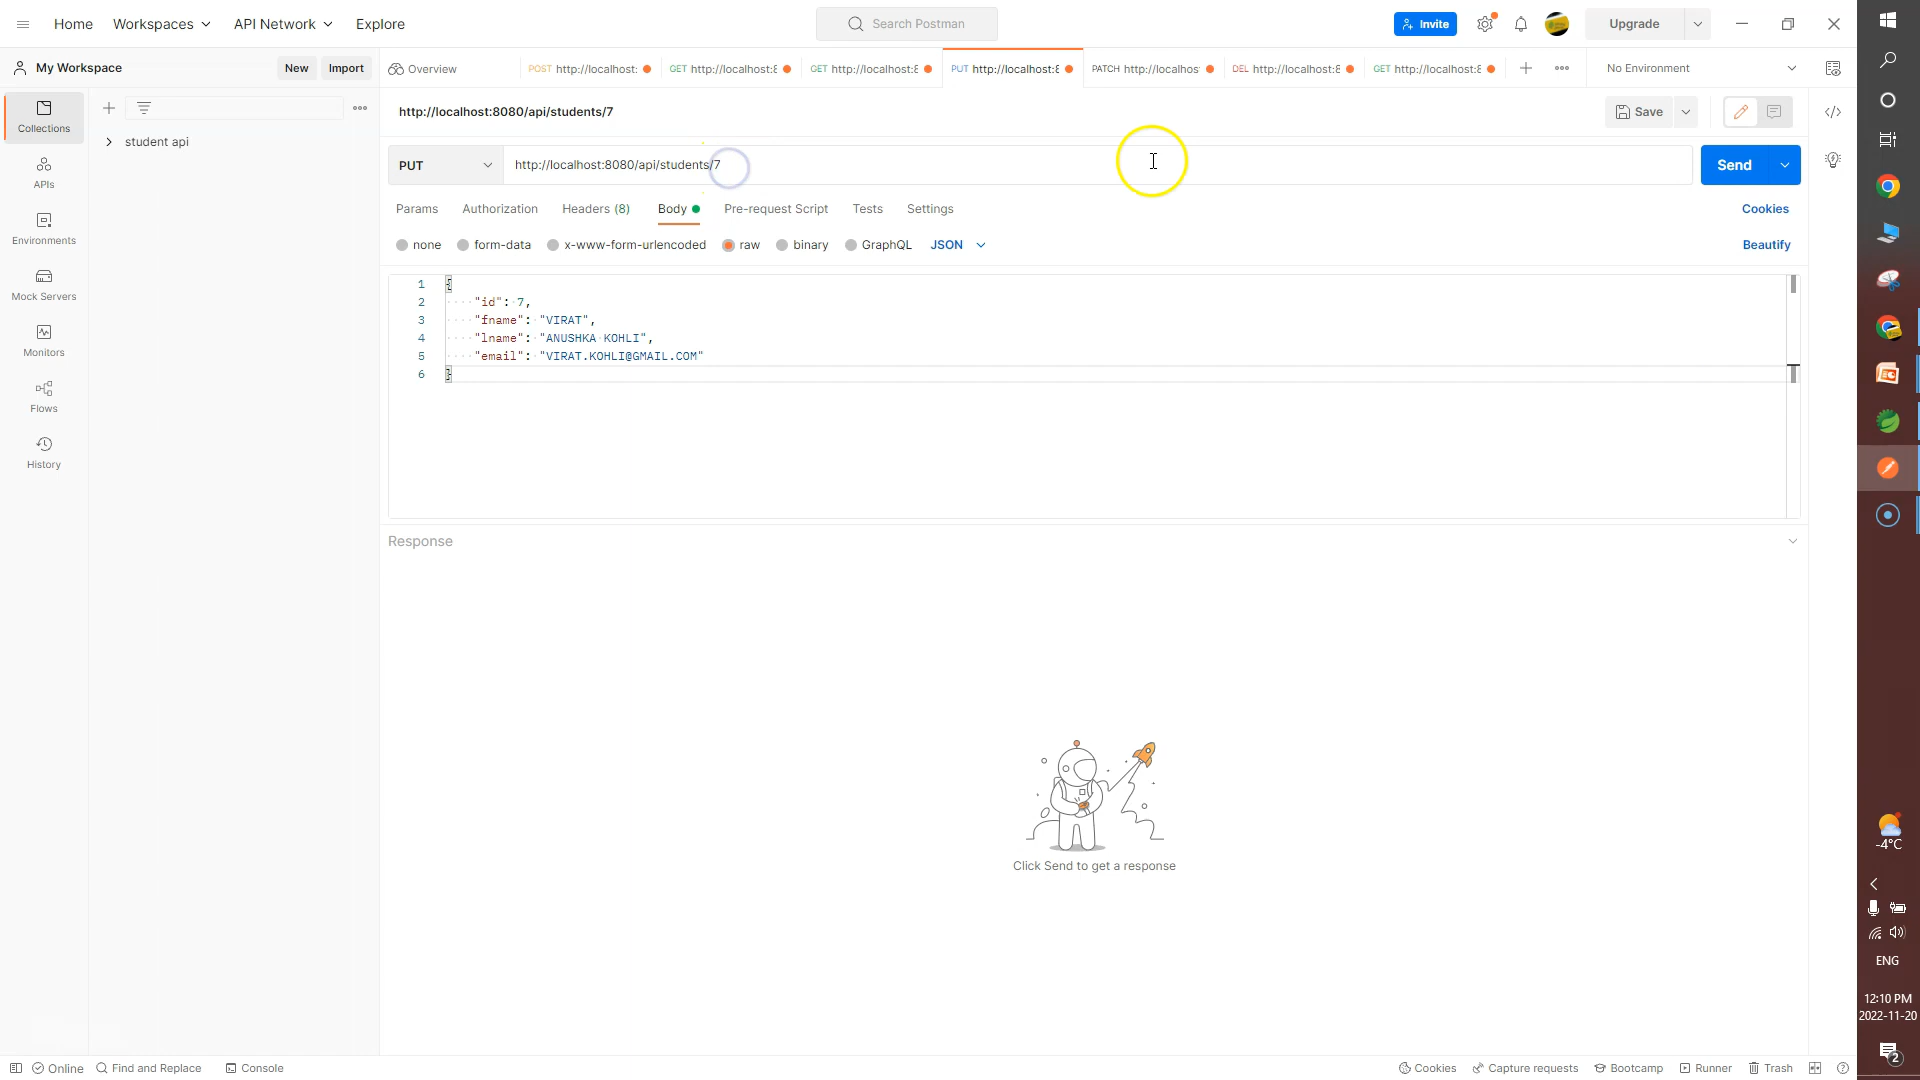 Home Workspaces API Network Explore Search Postman Invite Upgrade
My Workspace New Import Overview POST http://localhost: GET http://localhost:8 GET http://localhost:8 PUT http://localhost:8 PATCH http://localhos DEL http://localhost:8 GET http://localhost:8 No Environment
Collections
student api
http://localhost:8080/api/students/7 Save
PUT http://localhost:8080/api/students/7 Send
APIs
Params Authorization Headers (8) Body Pre-request Script Tests Settings Cookies
Environments
none form-data x-www-form-urlencoded raw binary GraphQL JSON Beautify
Mock Servers
Monitors
Flows
History
1 {
2 "id": 7,
3 "fname": "VIRAT",
4 "lname": "ANUSHKA KOHLI",
5 "email": "VIRAT.KOHLI@GMAIL.COM"
6 }
Response
Click Send to get a response
-4°C
ENG
12:10 PM
2022-11-20
2
Online Find and Replace Console Cookies Capture requests Bootcamp Runner Trash